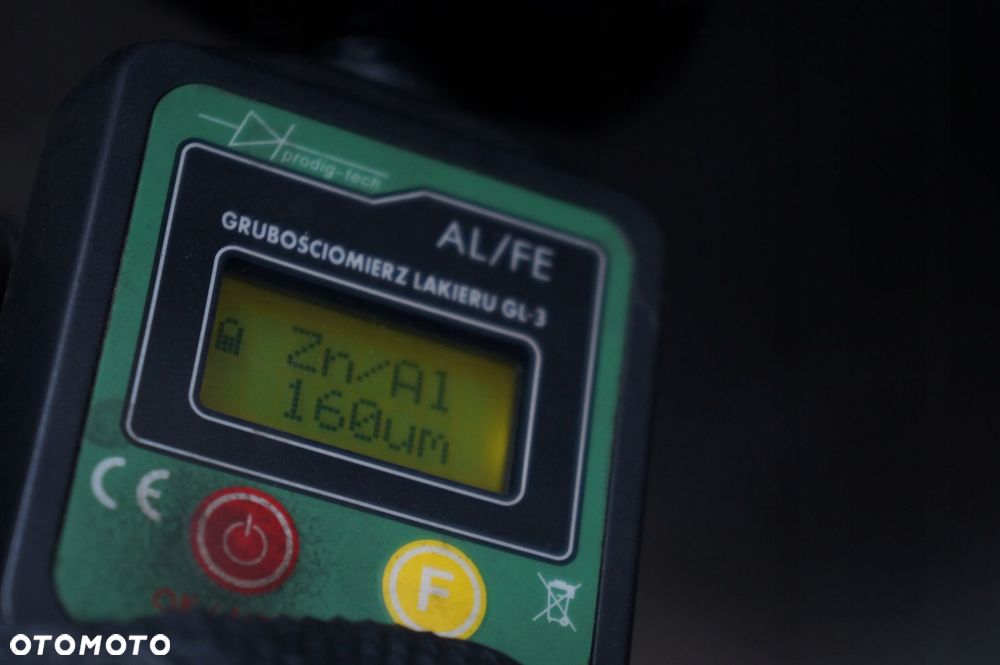 prodig-tech
AL/FE
GRUBOŚCIOMIERZ LAKIERU GL-3
Zn/Al
160um
CE
F
OTOMOTO